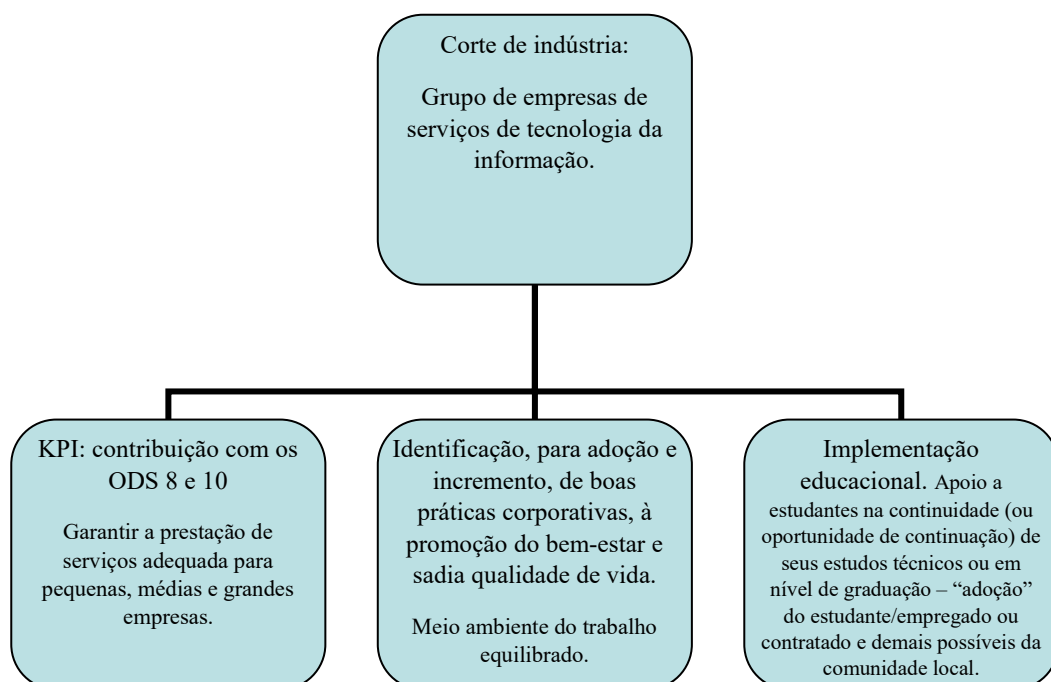 Corte de indústria:
Grupo de empresas de
serviços de tecnologia da
informação.
KPI: contribuição com os
ODS 8 e 10
Garantir a prestação de
serviços adequada para
pequenas, médias e grandes
empresas.
Identificação, para adoção e
incremento, de boas
práticas corporativas, à
promoção do bem-estar e
sadia qualidade de vida.
Meio ambiente do trabalho
equilibrado.
Implementação
educacional. Apoio a
estudantes na continuidade (ou
oportunidade de continuação) de
seus estudos técnicos ou em
nível de graduação – “adoção”
do estudante/empregado ou
contratado e demais possíveis da
comunidade local.